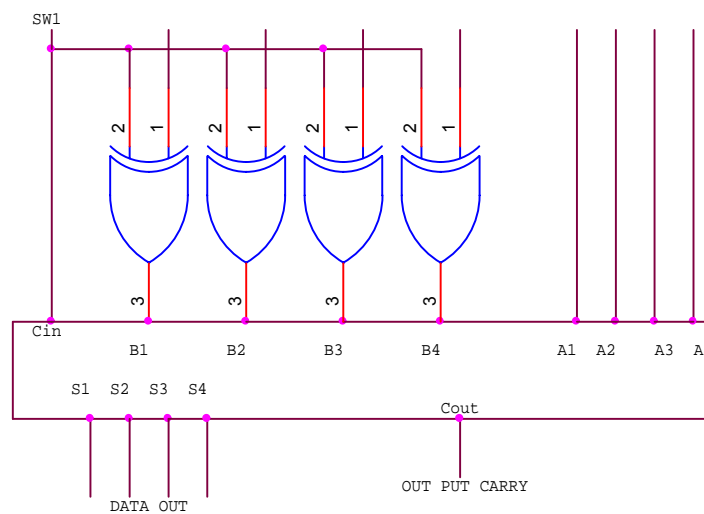 SW1
2 1 2 1 2 1 2 1
3 3 3 3
Cin
B1 B2 B3 B4 A1 A2 A3 A
S1 S2 S3 S4
Cout
OUT PUT CARRY
DATA OUT